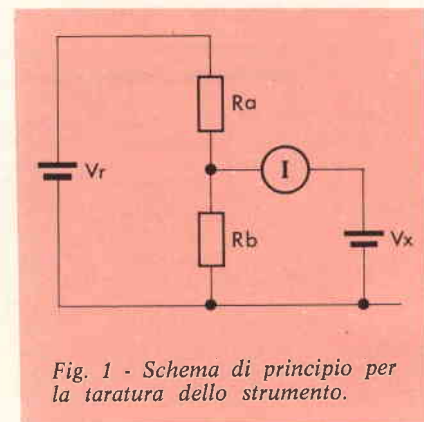 Ra
Vr
I
Rb
Vx
Fig. 1 - Schema di principio per
la taratura dello strumento.